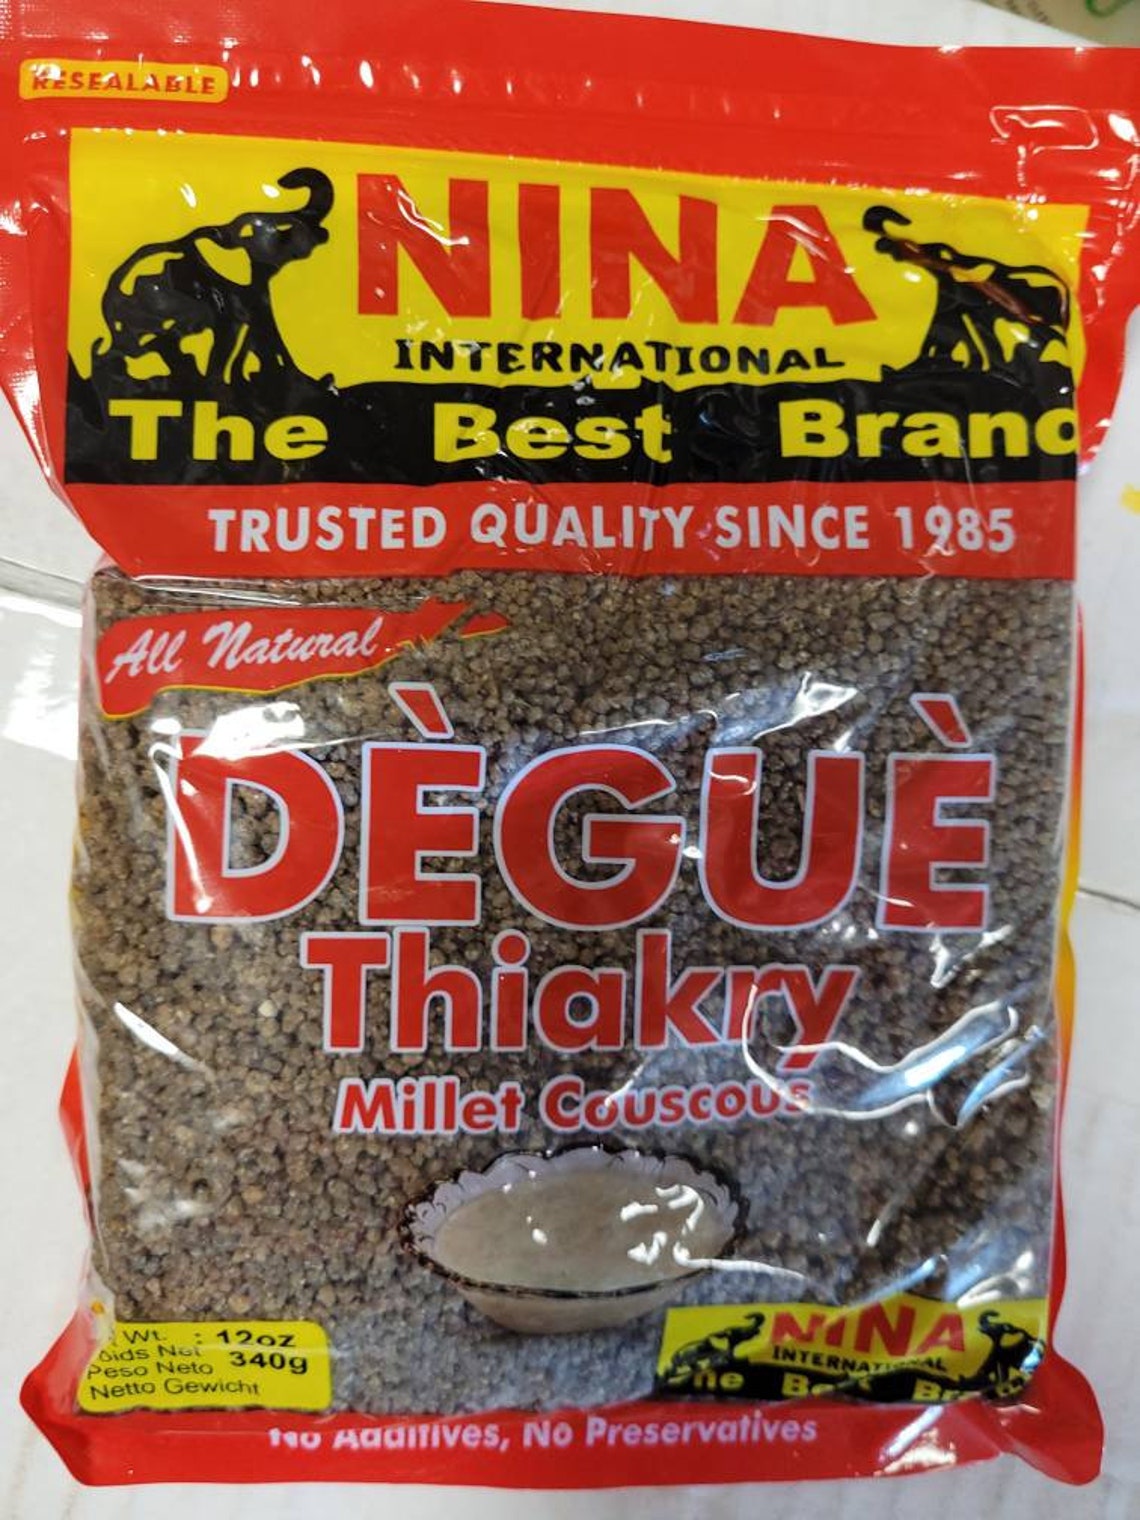 RESEALABLE
NINA
INTERNATIONAL
The Best Brand
TRUSTED QUALITY SINCE 1985
All Natural
DÈGUÈ
Thiakry
Millet Couscous
Wt. : 12oz
Net 340g
Peso Neto
Netto Gewicht
NINA
INTERNATIONAL
No Additives, No Preservatives